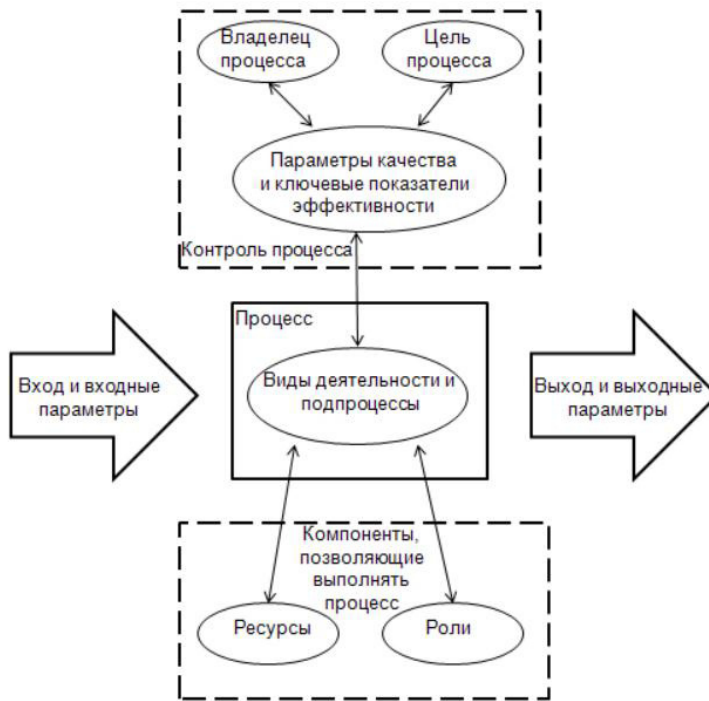 Владелец
процесса
Цель
процесса
Параметры качества
и ключевые показатели
эффективности
Контроль процесса
Процесс
Вход и входные
параметры
Виды деятельности и
подпроцессы
Выход и выходные
параметры
Компоненты,
позволяющие
выполнять
процесс
Ресурсы
Роли